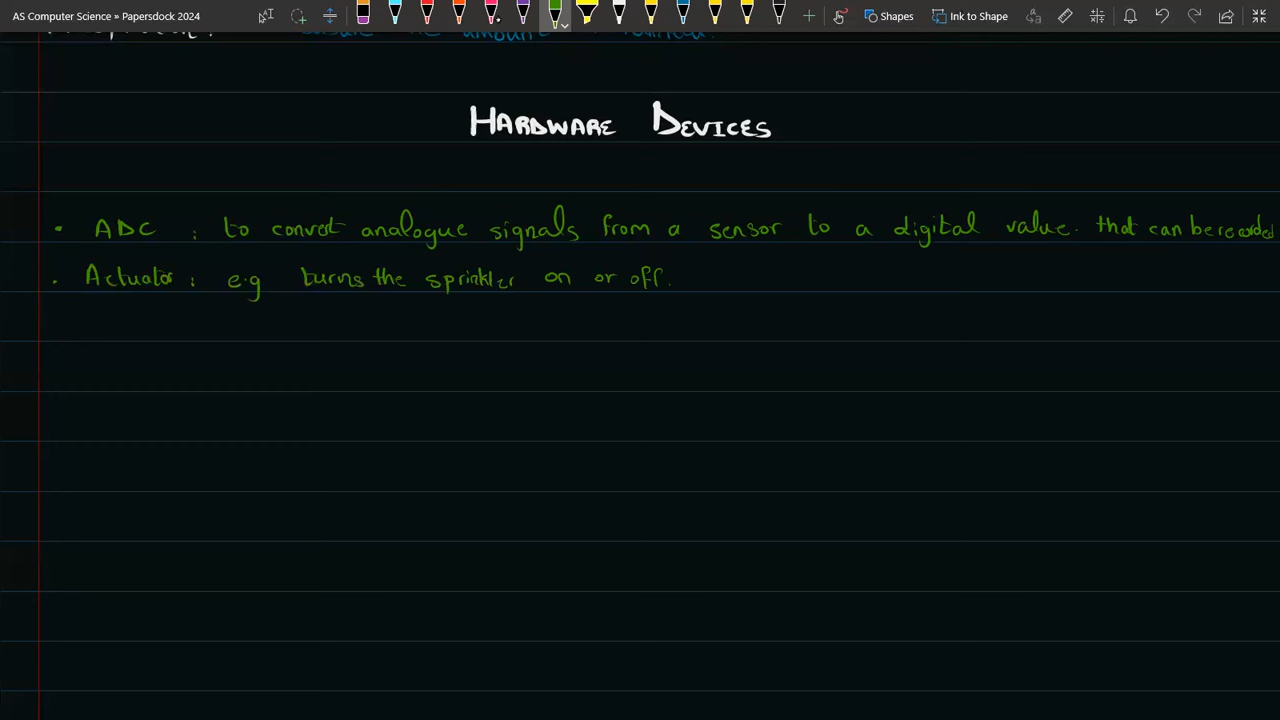 AS Computer Science » Papersdock 2024
Shapes
Ink to Shape
amount
HARDWARE DEVICES
• ADC : to convert analogue signals from a sensor to a digital value. that can be recorded
• Actuator : e.g turns the sprinkler on or off.